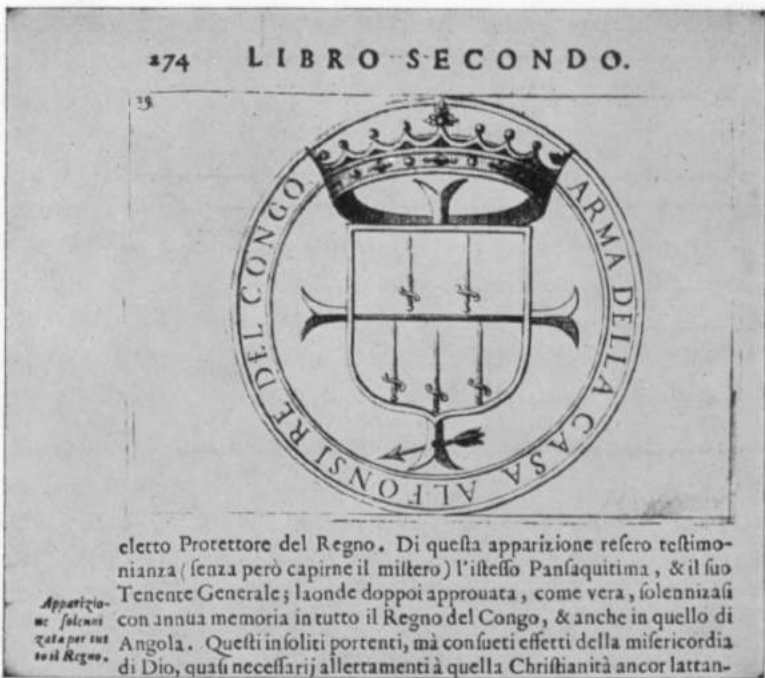 274 LIBRO SECONDO.
29.
ARMA DELLA CASA ALFONSI RE DEL CONGO
eletto Protettore del Regno. Di questa apparizione resero testimo-
nianza (senza però capirne il mistero) l'istesso Pansaquitima, & il suo
Tenente Generale; laonde doppoi approuata, come vera, solennizasi
con annua memoria in tutto il Regno del Congo, & anche in quello di
Angola. Questi insoliti portenti, mà consueti effetti della misericordia
di Dio, quasi necessarij allettamenti à quella Christianità ancor lattan-
Apparizio-
ne solenni
zata per tut
to il Regno.